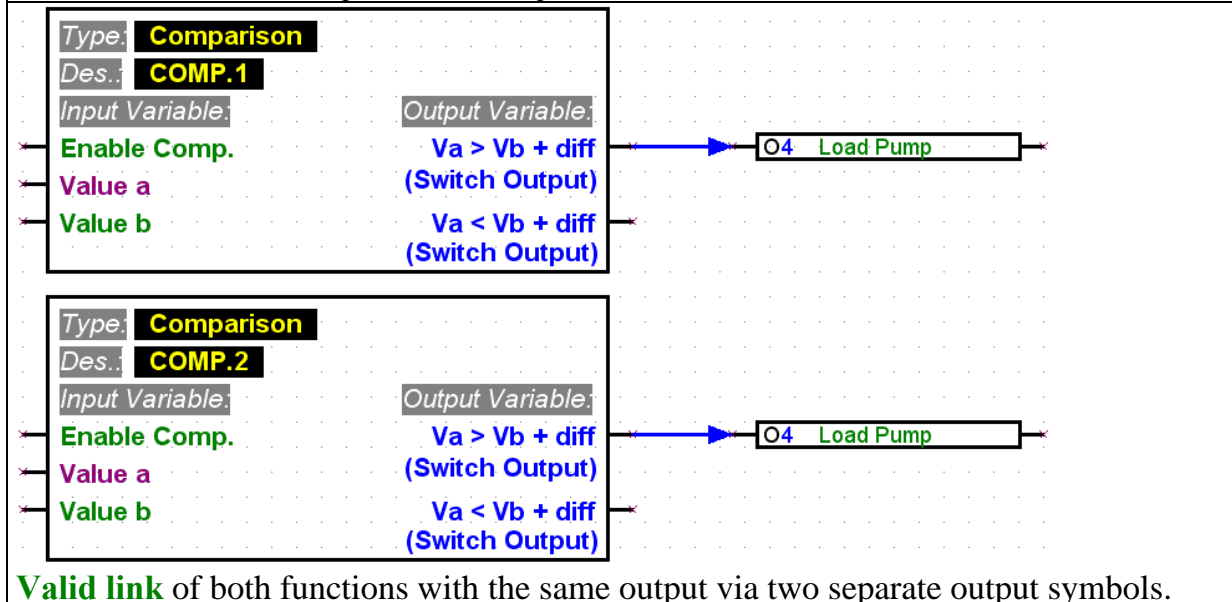 Type: Comparison
Des.: COMP.1
Input Variable: Output Variable:
Enable Comp. Va > Vb + diff O4 Load Pump
Value a (Switch Output)
Value b Va < Vb + diff
(Switch Output)
Type: Comparison
Des.: COMP.2
Input Variable: Output Variable:
Enable Comp. Va > Vb + diff O4 Load Pump
Value a (Switch Output)
Value b Va < Vb + diff
(Switch Output)
Valid link of both functions with the same output via two separate output symbols.